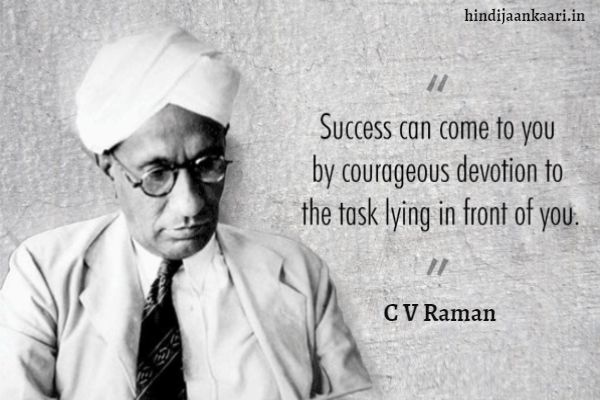 hindijaankaari.in
“
Success can come to you
by courageous devotion to
the task lying in front of you.
”
C V Raman